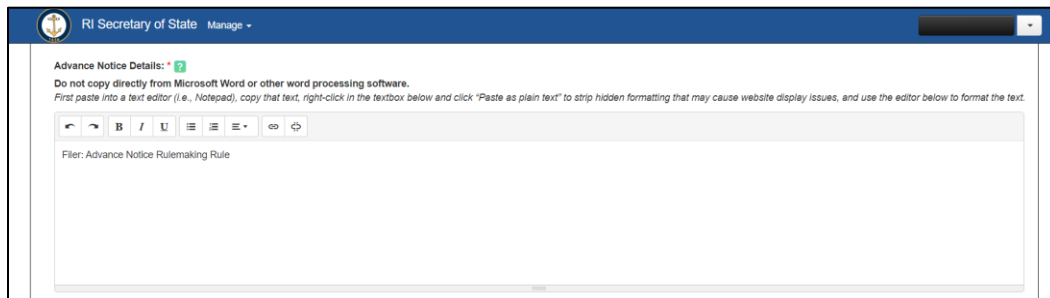 RI Secretary of State Manage
Advance Notice Details: * ?
Do not copy directly from Microsoft Word or other word processing software.
First paste into a text editor (i.e., Notepad), copy that text, right-click in the textbox below and click “Paste as plain text” to strip hidden formatting that may cause website display issues, and use the editor below to format the text.
B I U
Filer: Advance Notice Rulemaking Rule